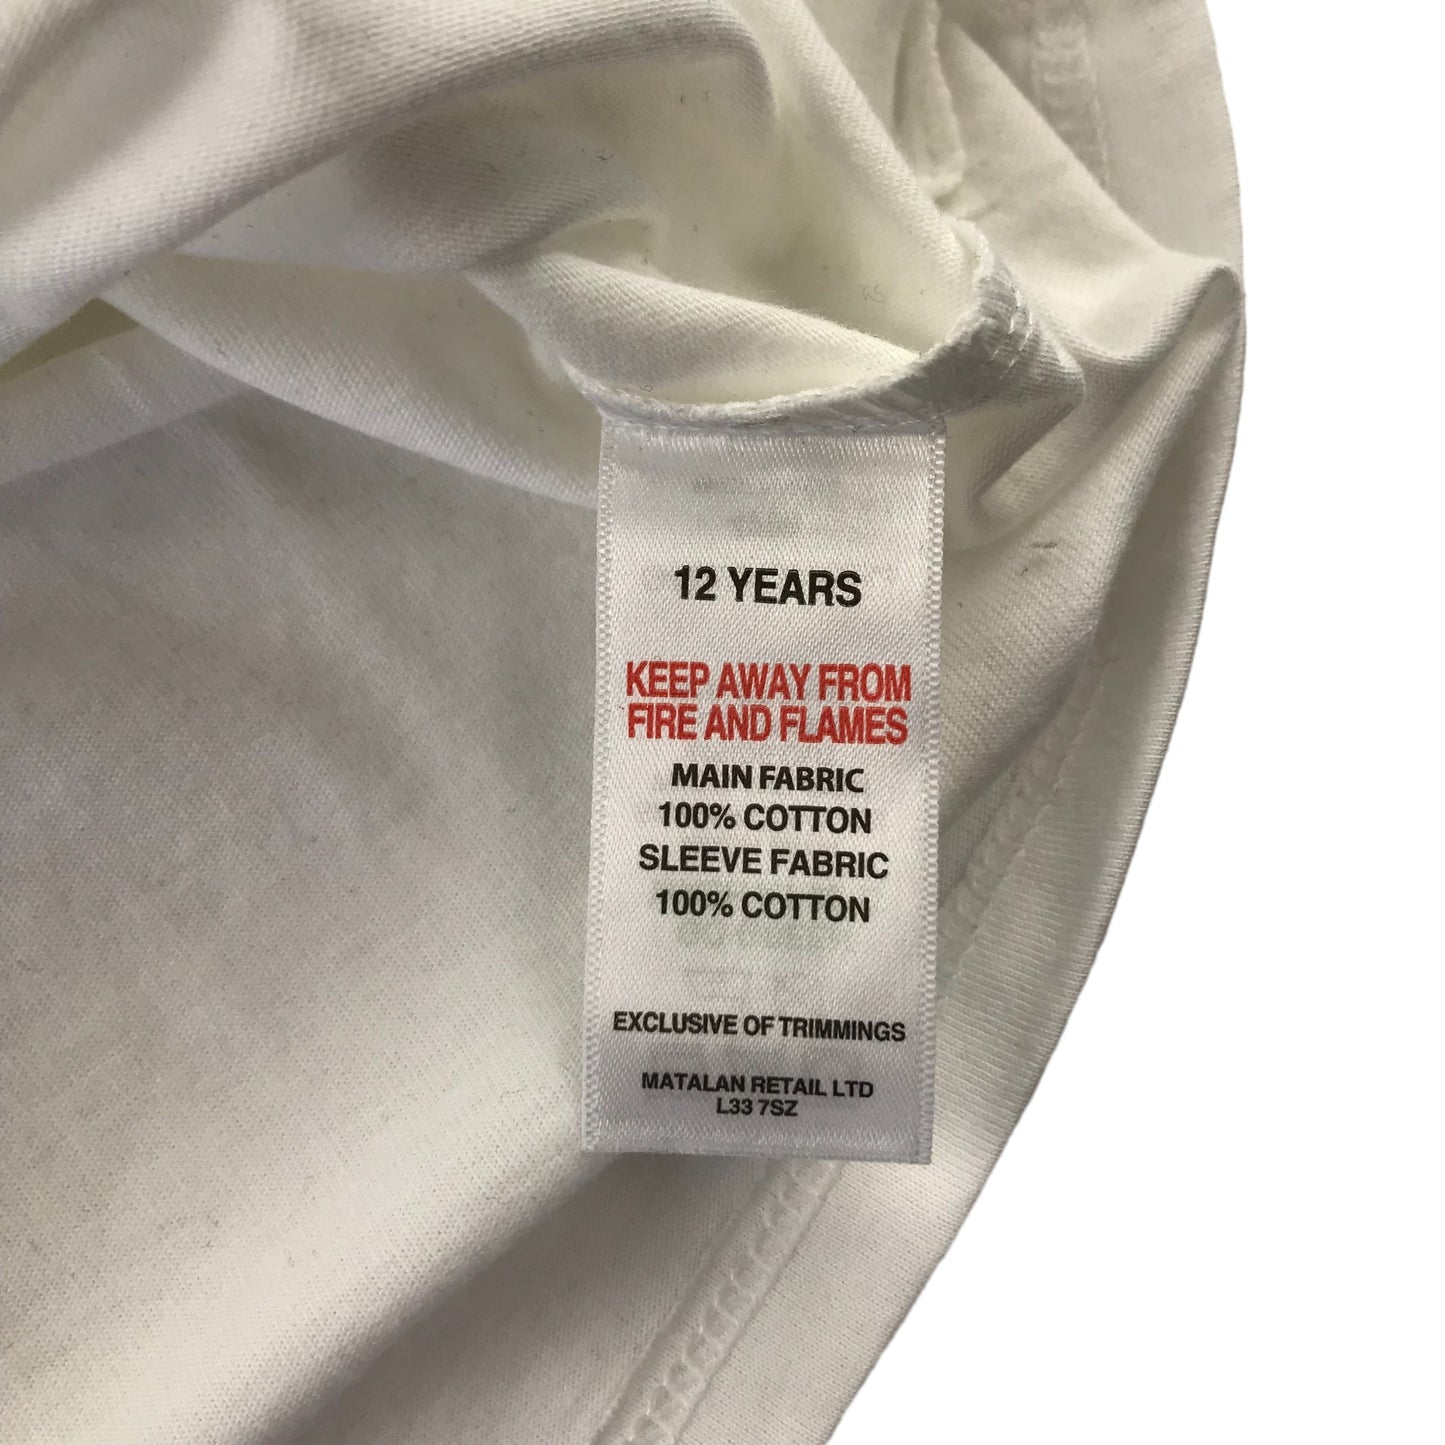 12 YEARS
KEEP AWAY FROM
FIRE AND FLAMES
MAIN FABRIC
100% COTTON
SLEEVE FABRIC
100% COTTON
EXCLUSIVE OF TRIMMINGS
MATALAN RETAIL LTD
L33 7SZ